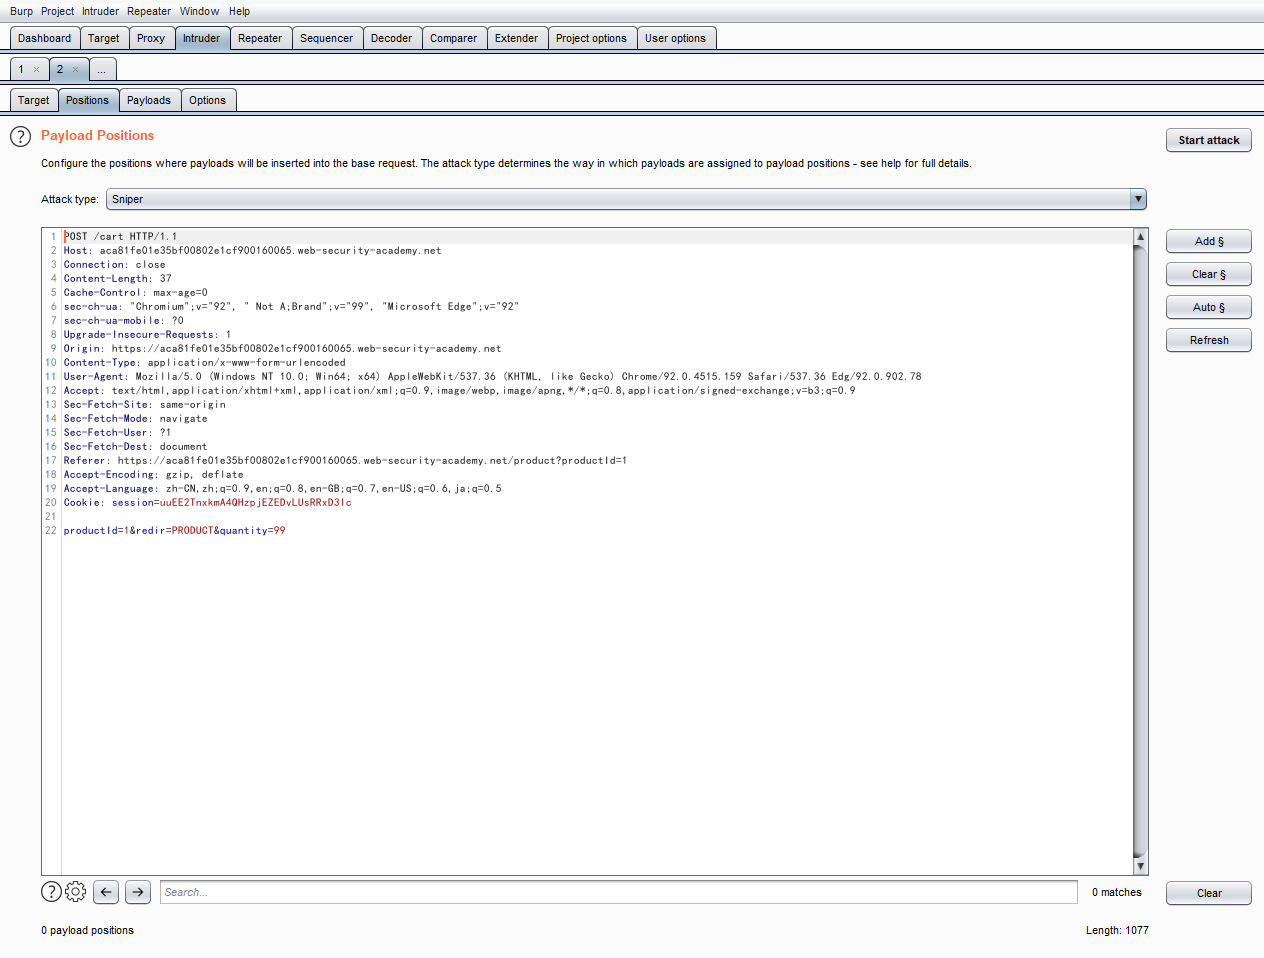 Burp Project Intruder Repeater Window Help
Dashboard Target Proxy Intruder Repeater Sequencer Decoder Comparer Extender Project options User options
1 × 2 × ...
Target Positions Payloads Options
? Payload Positions
Start attack
Configure the positions where payloads will be inserted into the base request. The attack type determines the way in which payloads are assigned to payload positions - see help for full details.
Attack type: Sniper
1 POST /cart HTTP/1.1
2 Host: aca81fe01e35bf00802e1cf900160065.web-security-academy.net
3 Connection: close
4 Content-Length: 37
5 Cache-Control: max-age=0
6 sec-ch-ua: "Chromium";v="92", " Not A;Brand";v="99", "Microsoft Edge";v="92"
7 sec-ch-ua-mobile: ?0
8 Upgrade-Insecure-Requests: 1
9 Origin: https://aca81fe01e35bf00802e1cf900160065.web-security-academy.net
10 Content-Type: application/x-www-form-urlencoded
11 User-Agent: Mozilla/5.0 (Windows NT 10.0; Win64; x64) AppleWebKit/537.36 (KHTML, like Gecko) Chrome/92.0.4515.159 Safari/537.36 Edg/92.0.902.78
12 Accept: text/html,application/xhtml+xml,application/xml;q=0.9,image/webp,image/apng,*/*;q=0.8,application/signed-exchange;v=b3;q=0.9
13 Sec-Fetch-Site: same-origin
14 Sec-Fetch-Mode: navigate
15 Sec-Fetch-User: ?1
16 Sec-Fetch-Dest: document
17 Referer: https://aca81fe01e35bf00802e1cf900160065.web-security-academy.net/product?productId=1
18 Accept-Encoding: gzip, deflate
19 Accept-Language: zh-CN,zh;q=0.9,en;q=0.8,en-GB;q=0.7,en-US;q=0.6,ja;q=0.5
20 Cookie: session=uuEE2TnxkmA4QHzpjEZEDvLUsRRxD3Ic
21
22 productId=1&redir=PRODUCT&quantity=99
Add §
Clear §
Auto §
Refresh
? ← → Search... 0 matches Clear
0 payload positions Length: 1077